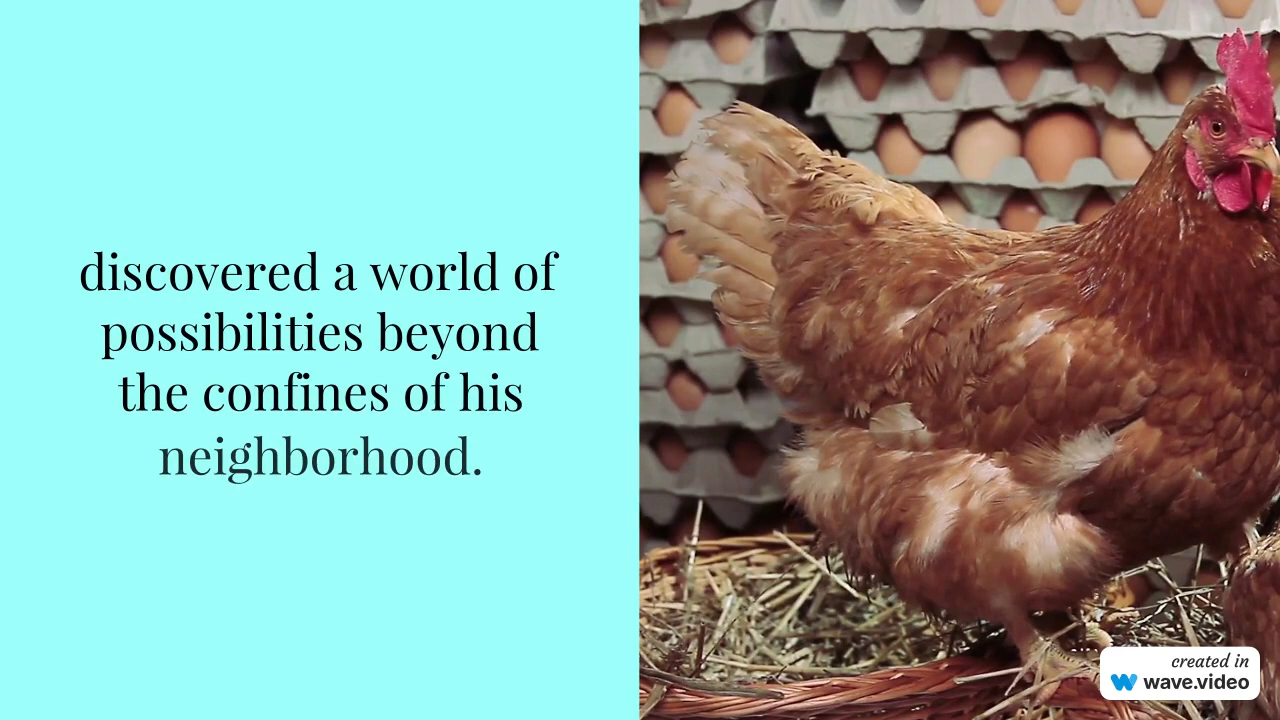 discovered a world of
possibilities beyond
the confines of his
neighborhood.
created in
wave.video